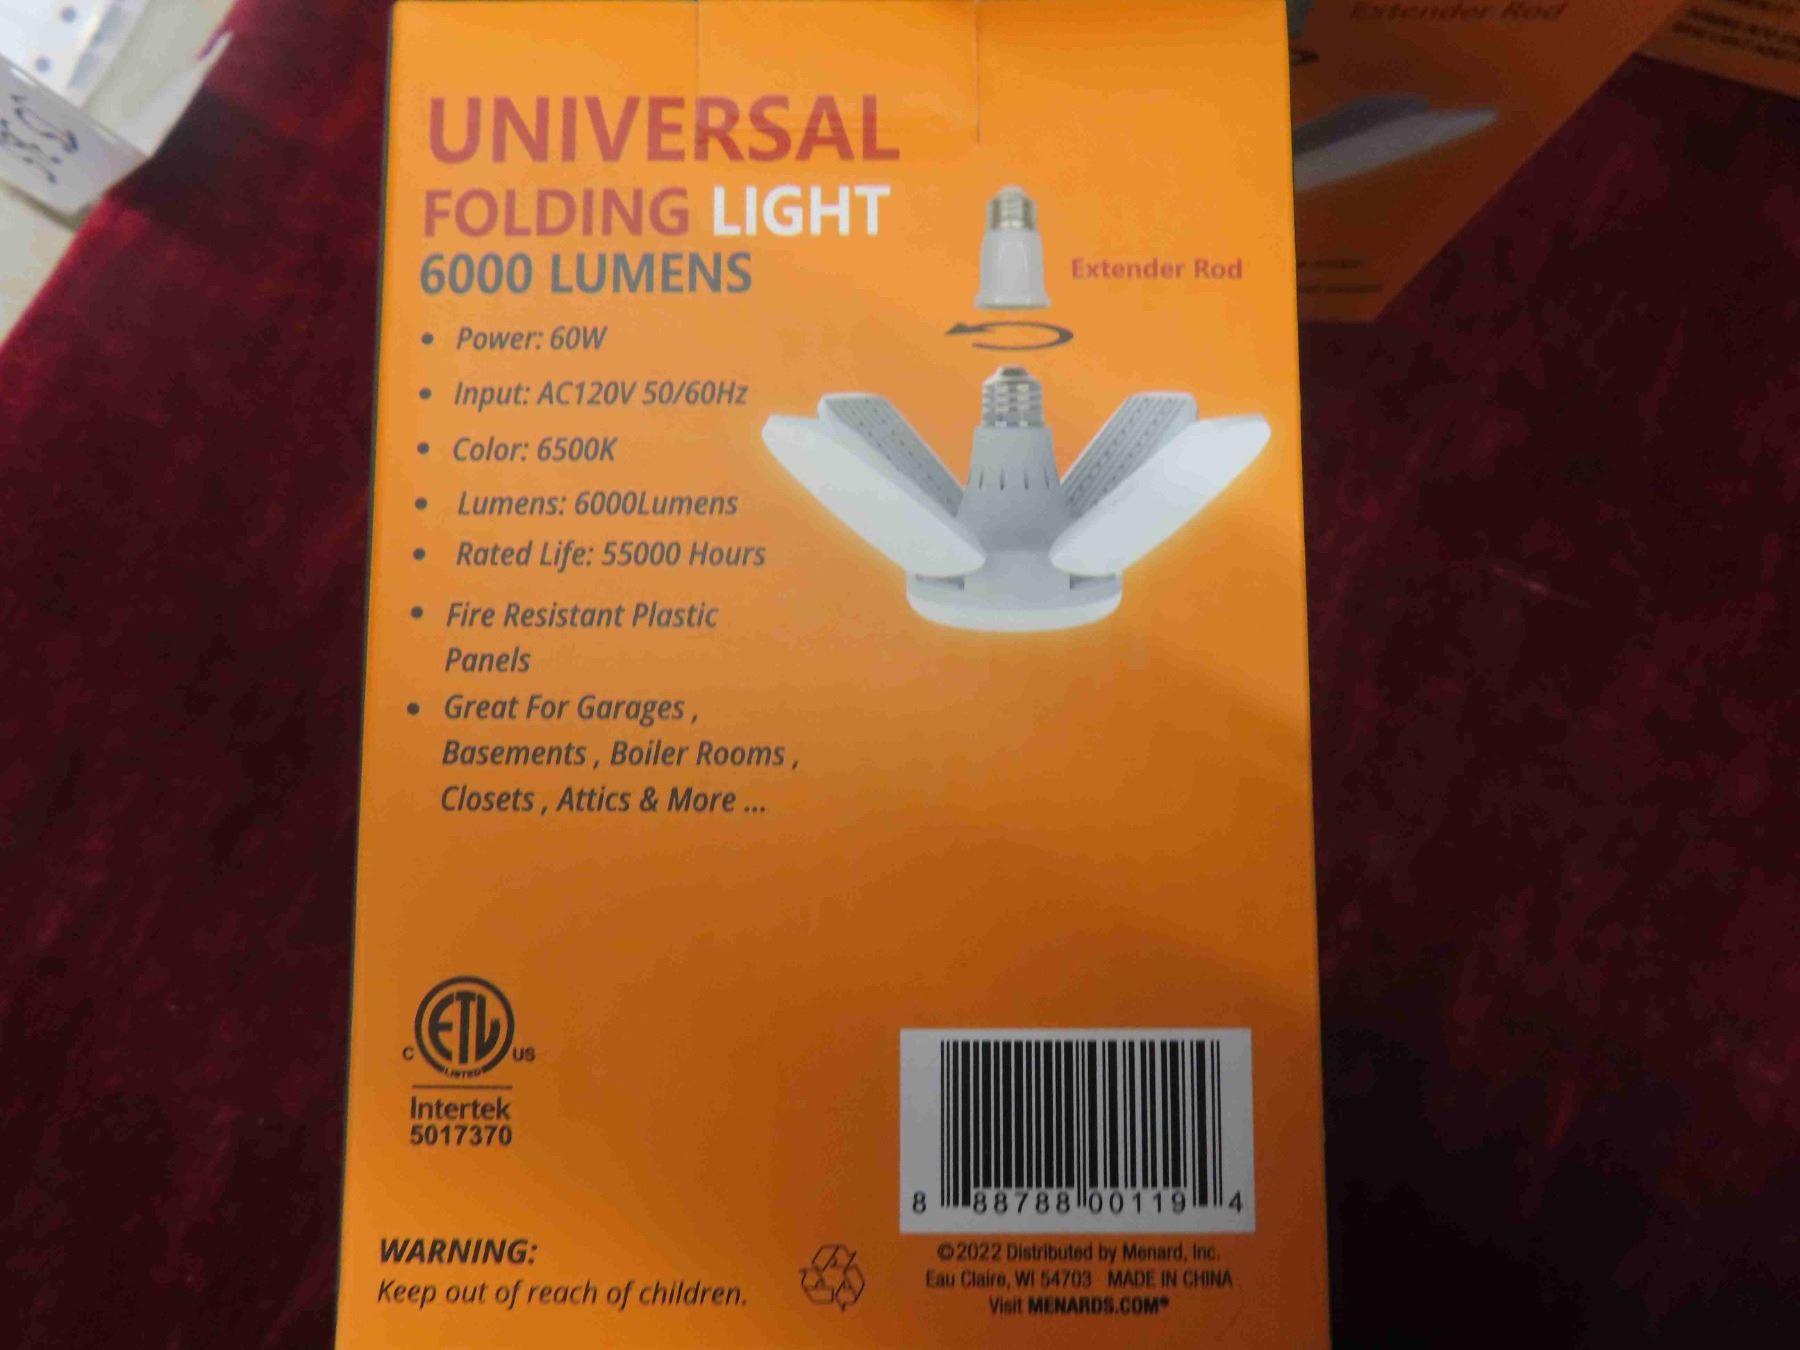 UNIVERSAL
FOLDING LIGHT
6000 LUMENS
Extender Rod
• Power: 60W
• Input: AC120V 50/60Hz
• Color: 6500K
• Lumens: 6000Lumens
• Rated Life: 55000 Hours
• Fire Resistant Plastic
Panels
• Great For Garages ,
Basements , Boiler Rooms ,
Closets , Attics & More ...
C ETL US
LISTED
Intertek
5017370
WARNING:
Keep out of reach of children.
8 88788 00119 4
©2022 Distributed by Menard, Inc.
Eau Claire, WI 54703 MADE IN CHINA
Visit MENARDS.COM®
Extender Rod